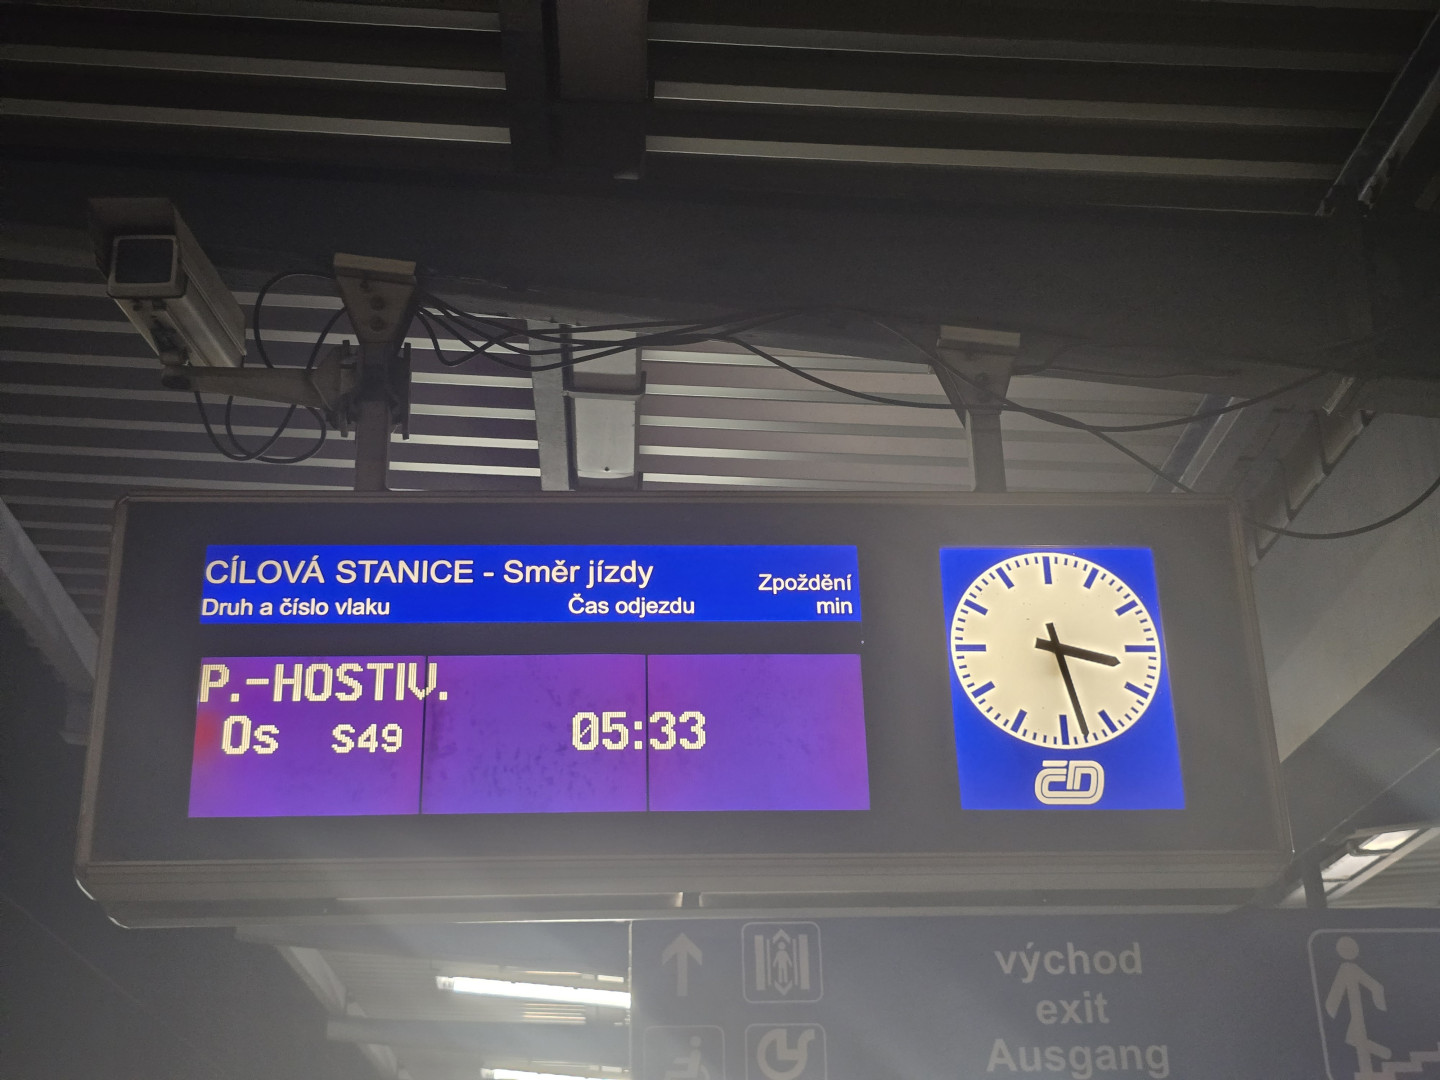 CÍLOVÁ STANICE - Směr jízdy
Druh a číslo vlaku Čas odjezdu Zpoždění min
P.-HOSTIV.
Os S49 05:33
ČD
východ
exit
Ausgang